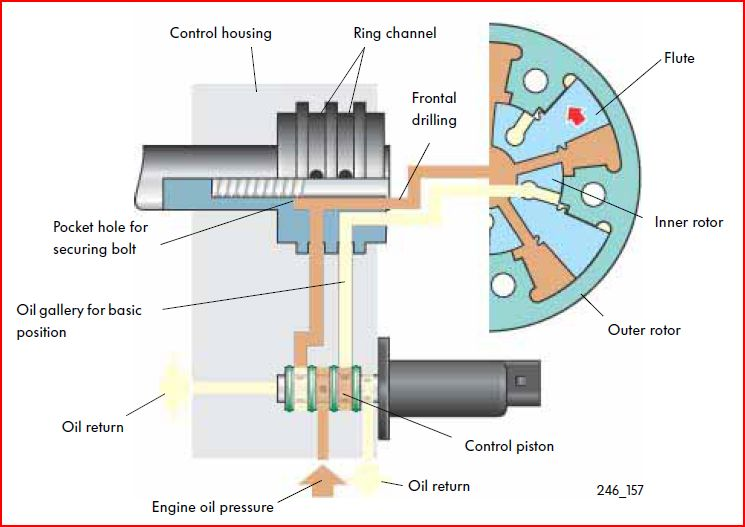 Control housing
Ring channel
Flute
Frontal
drilling
Pocket hole for
securing bolt
Inner rotor
Oil gallery for basic
position
Outer rotor
Oil return
Control piston
Oil return
Engine oil pressure
246_157